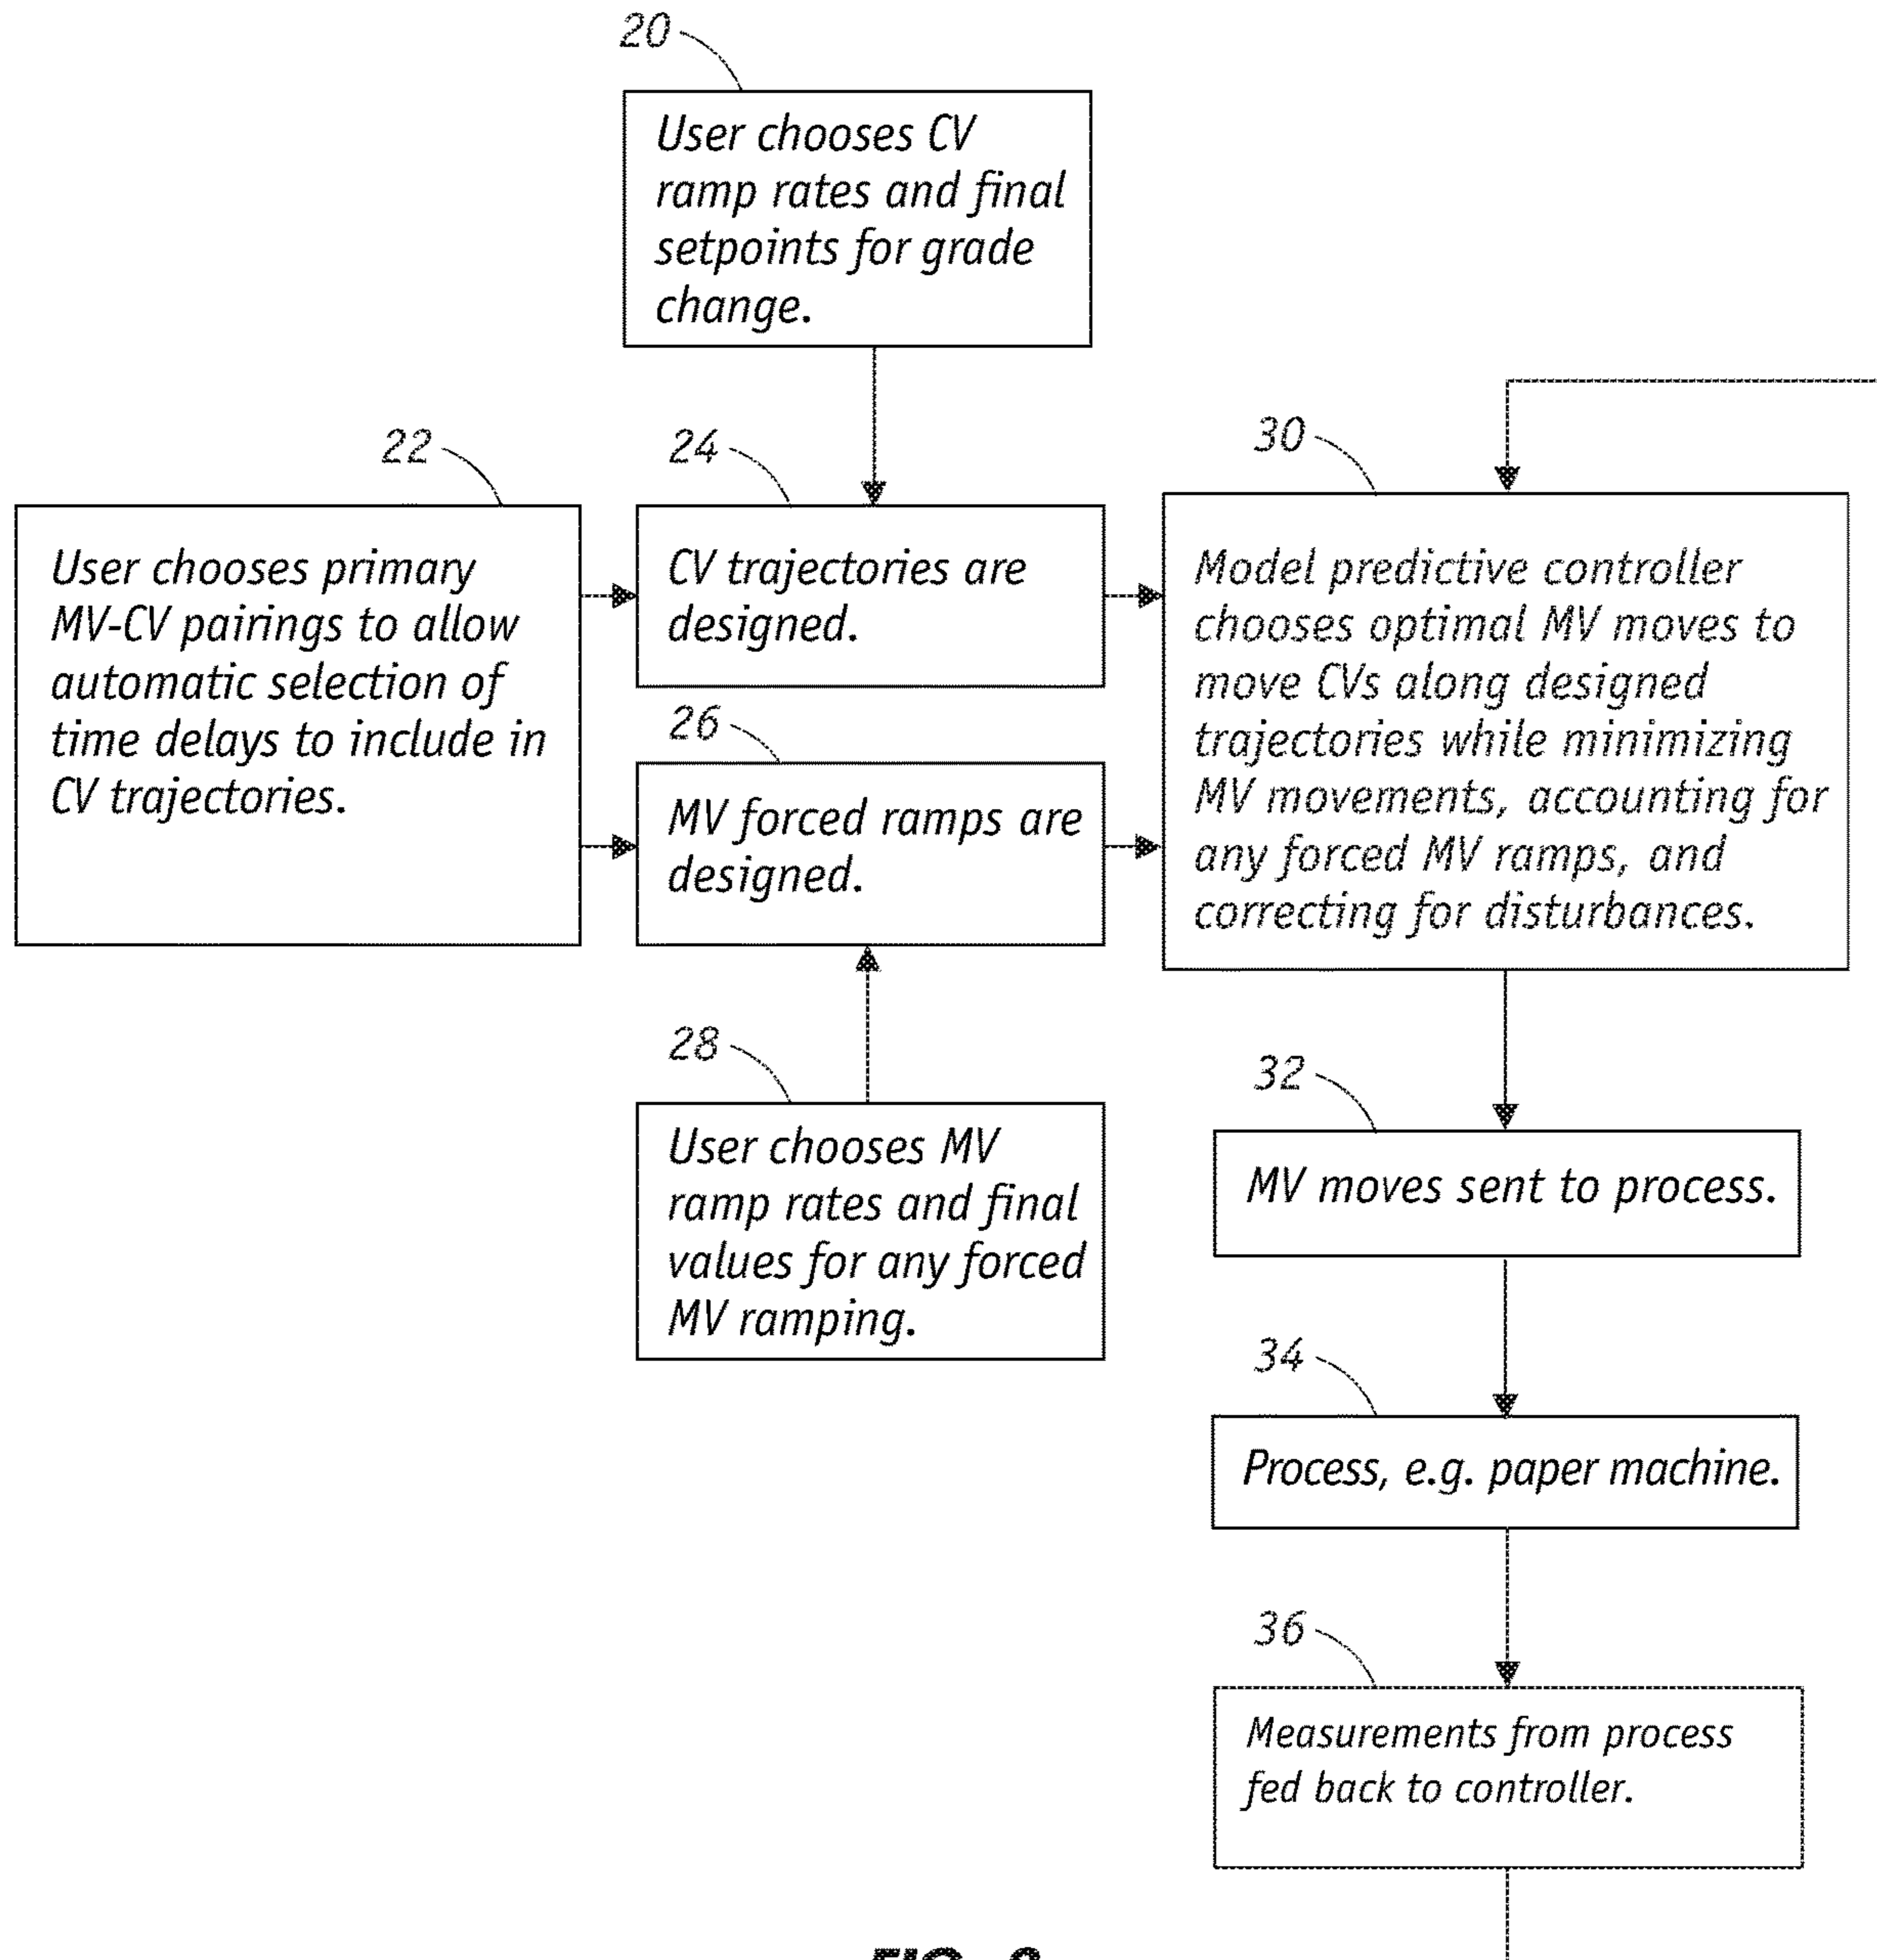 20
User chooses CV
ramp rates and final
setpoints for grade
change.
22
User chooses primary
MV-CV pairings to allow
automatic selection of
time delays to include in
CV trajectories.
24
CV trajectories are
designed.
26
MV forced ramps are
designed.
28
User chooses MV
ramp rates and final
values for any forced
MV ramping.
30
Model predictive controller
chooses optimal MV moves to
move CVs along designed
trajectories while minimizing
MV movements, accounting for
any forced MV ramps, and
correcting for disturbances.
32
MV moves sent to process.
34
Process, e.g. paper machine.
36
Measurements from process
fed back to controller.
FIG.